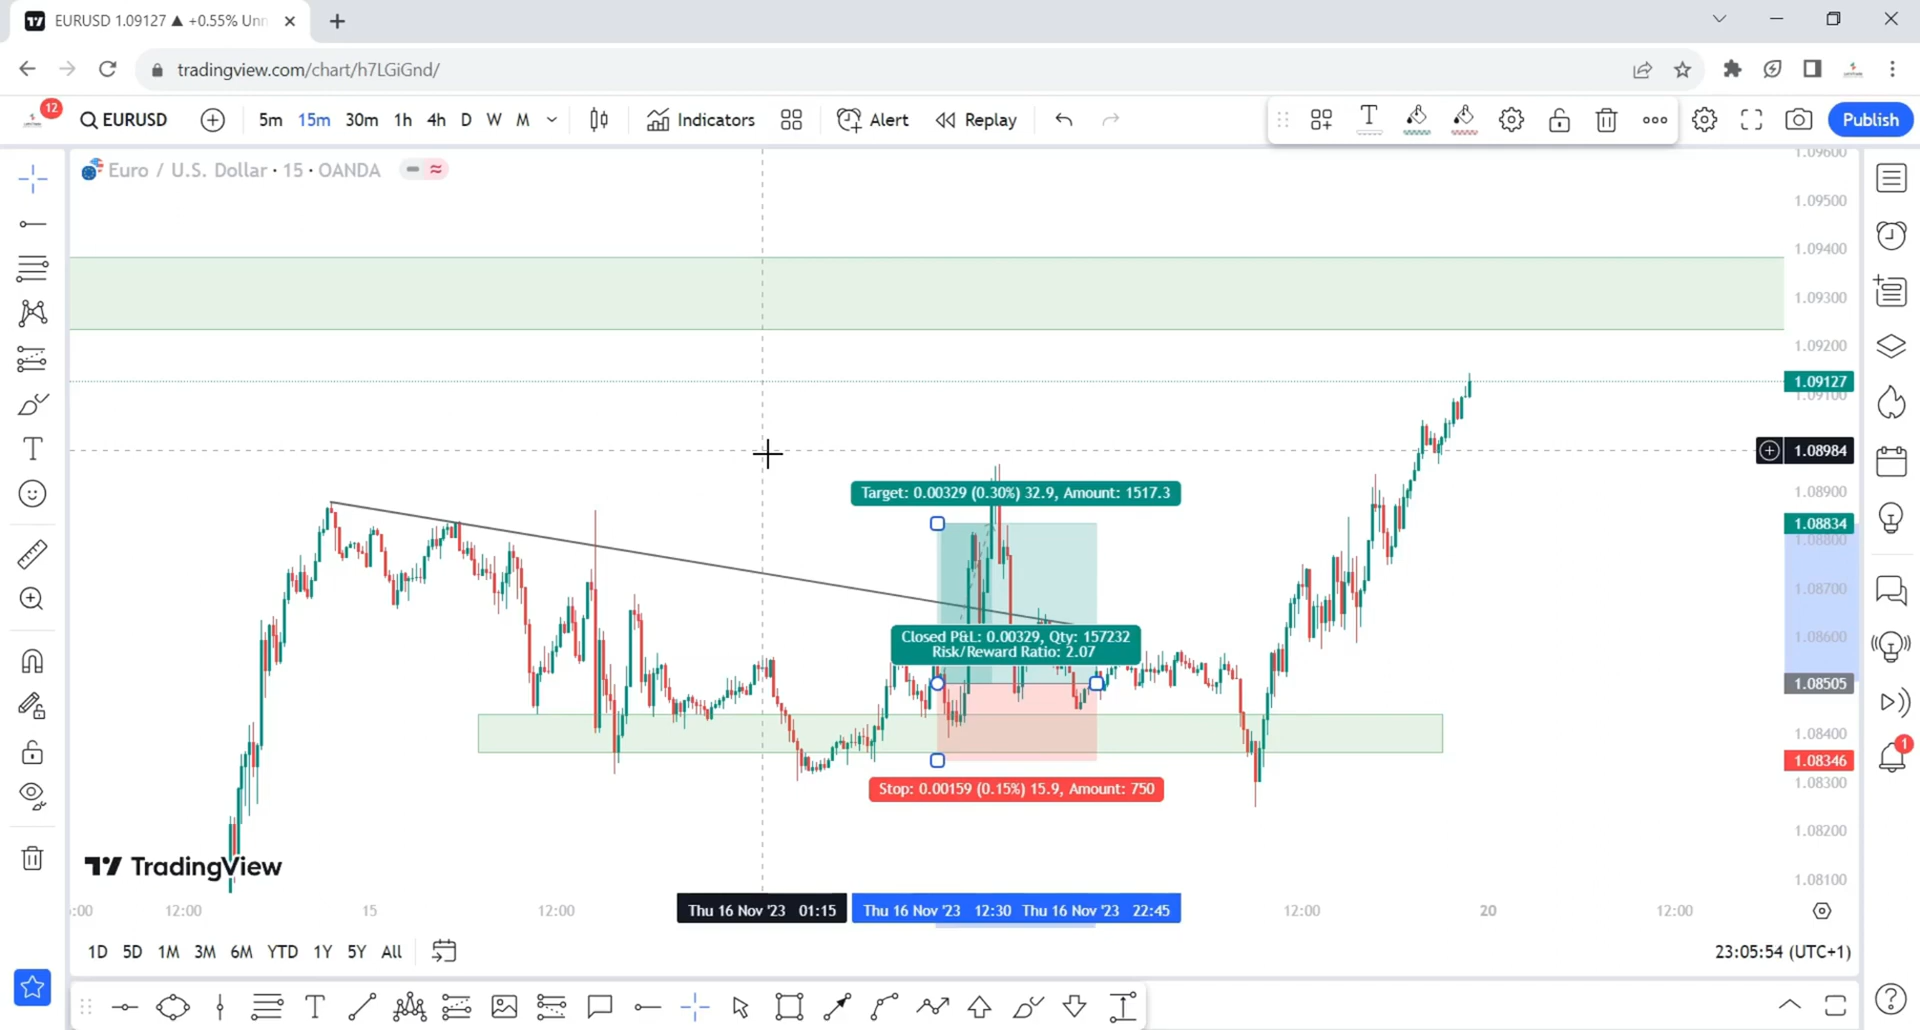 EURUSD 1.09127 ▲ +0.55% Unn
tradingview.com/chart/h7LGiGnd/
12
EURUSD
5m 15m 30m 1h 4h D W M
Indicators
Alert
Replay
Publish
Euro / U.S. Dollar · 15 · OANDA
1.09600
1.09500
1.09400
1.09300
1.09200
1.09127
1.09100
1.08984
1.08900
1.08834
1.08800
1.08700
1.08600
1.08505
1.08400
1.08346
1.08300
1.08200
1.08100
Target: 0.00329 (0.30%) 32.9, Amount: 1517.3
Closed P&L: 0.00329, Qty: 157232
Risk/Reward Ratio: 2.07
Stop: 0.00159 (0.15%) 15.9, Amount: 750
1
TradingView
:00 12:00 15 12:00 Thu 16 Nov '23 01:15 Thu 16 Nov '23 12:30 Thu 16 Nov '23 22:45 12:00 20 12:00
1D 5D 1M 3M 6M YTD 1Y 5Y All
23:05:54 (UTC+1)